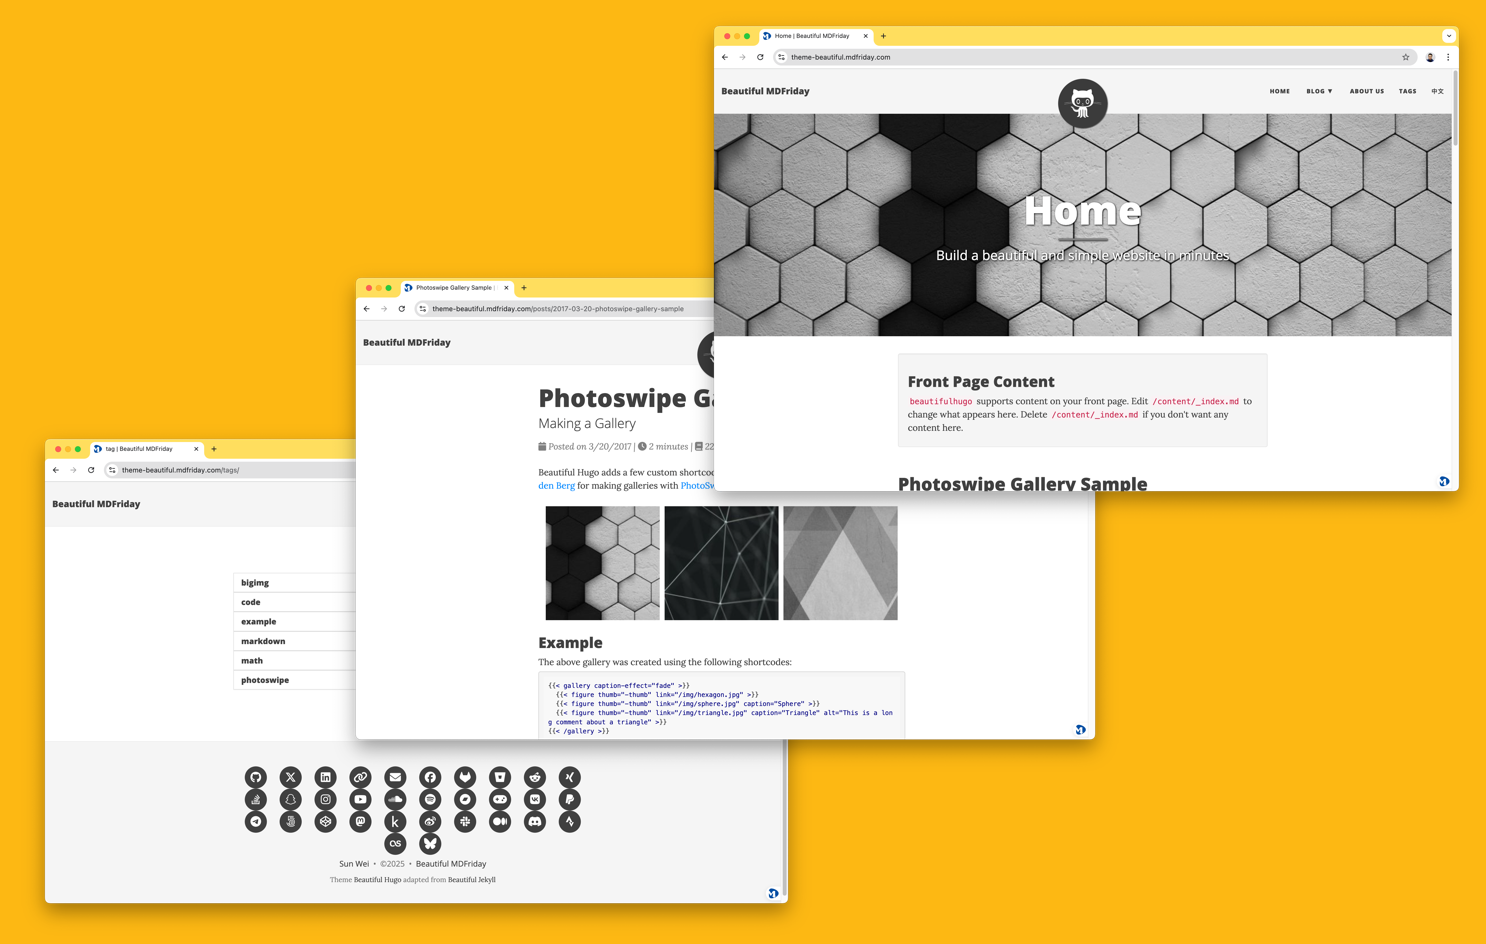 Home | Beautiful MDFriday
theme-beautiful.mdfriday.com
Beautiful MDFriday
HOME BLOG ▼ ABOUT US TAGS 中文
Home
Build a beautiful and simple website in minutes
Front Page Content
beautifulhugo supports content on your front page. Edit /content/_index.md to
change what appears here. Delete /content/_index.md if you don't want any
content here.
Photoswipe Gallery Sample
Photoswipe Gallery Sample |
theme-beautiful.mdfriday.com/posts/2017-03-20-photoswipe-gallery-sample
Beautiful MDFriday
Photoswipe Ga
Making a Gallery
Posted on 3/20/2017 | 2 minutes | 22
Beautiful Hugo adds a few custom shortcod
den Berg for making galleries with PhotoSw
Example
The above gallery was created using the following shortcodes:
{{< gallery caption-effect="fade" >}}
{{< figure thumb="-thumb" link="/img/hexagon.jpg" >}}
{{< figure thumb="-thumb" link="/img/sphere.jpg" caption="Sphere" >}}
{{< figure thumb="-thumb" link="/img/triangle.jpg" caption="Triangle" alt="This is a lon
g comment about a triangle" >}}
{{< /gallery >}}
tag | Beautiful MDFriday
theme-beautiful.mdfriday.com/tags/
Beautiful MDFriday
bigimg
code
example
markdown
math
photoswipe
Sun Wei • ©2025 • Beautiful MDFriday
Theme Beautiful Hugo adapted from Beautiful Jekyll